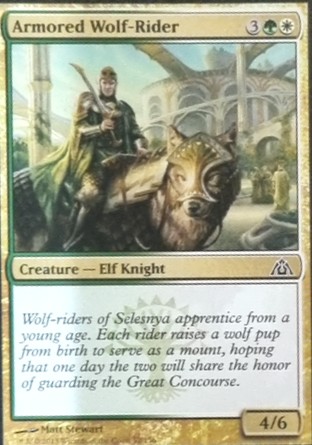 Armored Wolf-Rider 3
Creature — Elf Knight
Wolf-riders of Selesnya apprentice from a
young age. Each rider raises a wolf pup
from birth to serve as a mount, hoping
that one day the two will share the honor
of guarding the Great Concourse.
Matt Stewart
4/6